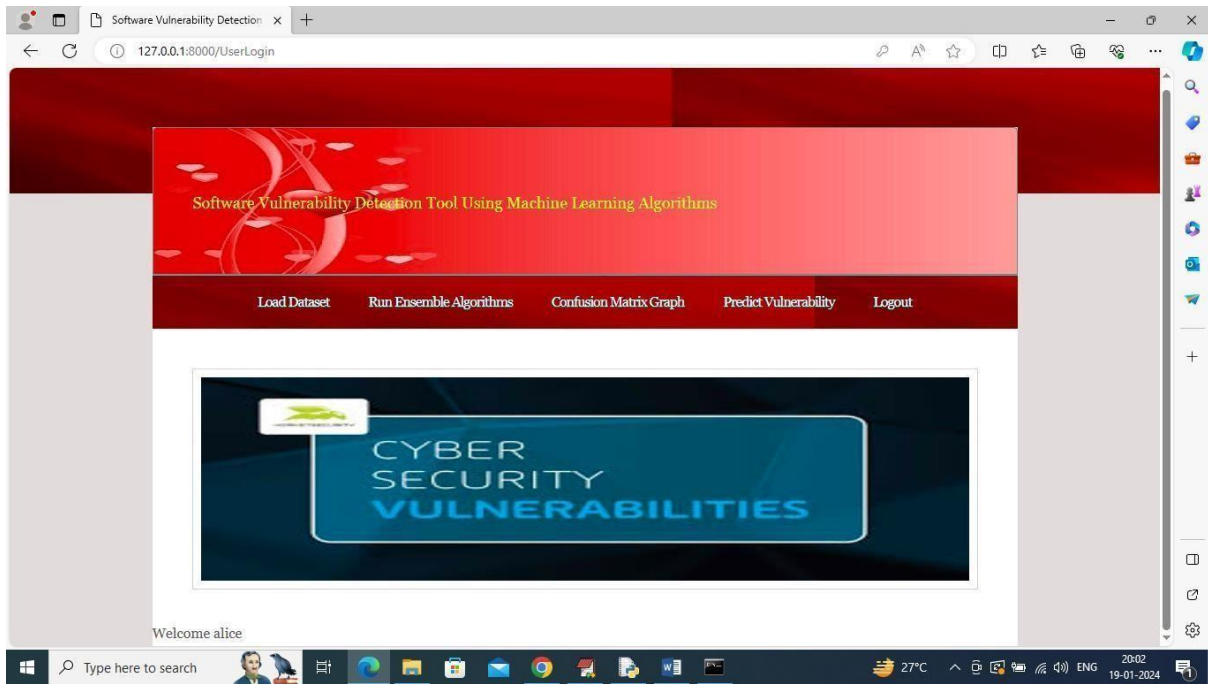 Software Vulnerability Detection
127.0.0.1:8000/UserLogin
Software Vulnerability Detection Tool Using Machine Learning Algorithms
Load Dataset Run Ensemble Algorithms Confusion Matrix Graph Predict Vulnerability Logout
CYBER
SECURITY
VULNERABILITIES
Welcome alice
Type here to search
27°C
ENG
20:02
19-01-2024